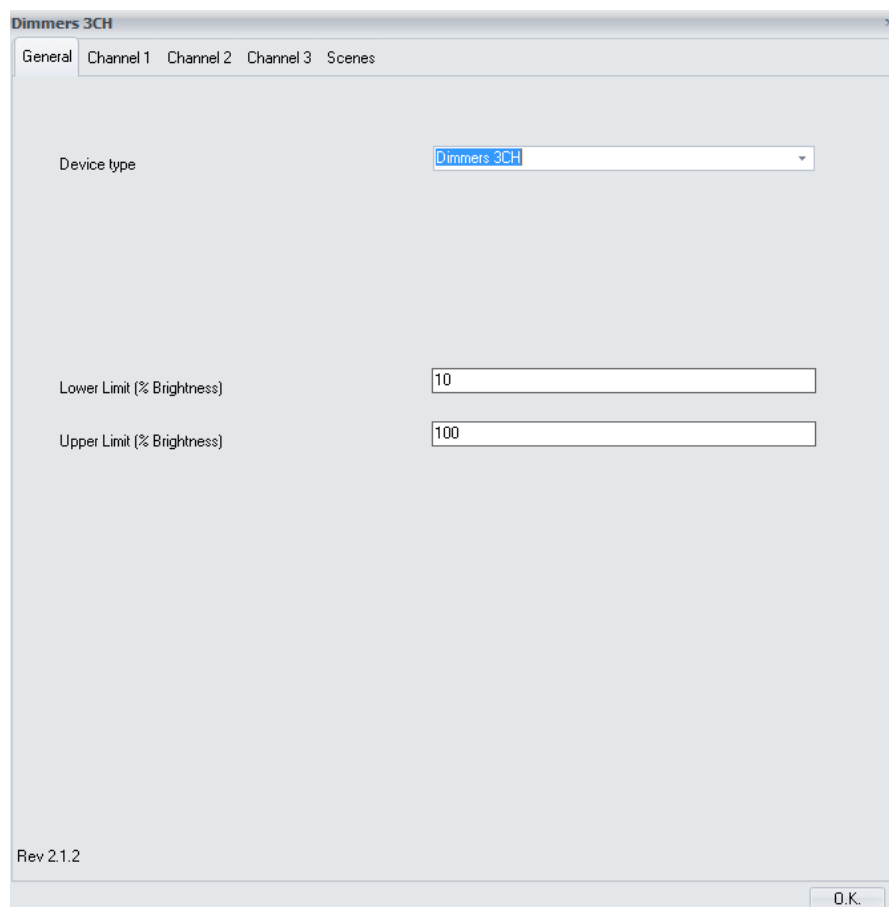 Dimmers 3CH
General Channel 1 Channel 2 Channel 3 Scenes
Device type Dimmers 3CH
Lower Limit (% Brightness) 10
Upper Limit (% Brightness) 100
Rev 2.1.2
O.K.